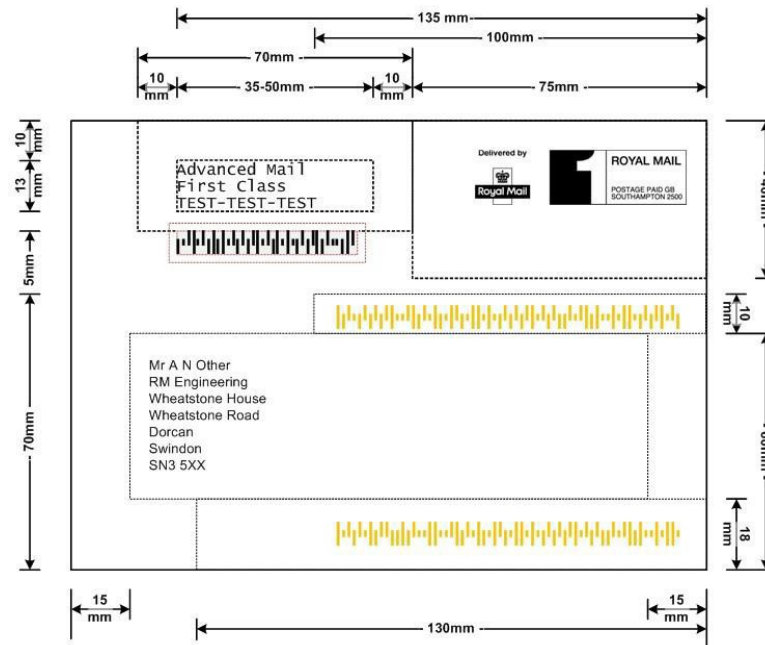 135 mm
100mm
70mm
10 mm
35-50mm
10 mm
75mm
10 mm
13 mm
5mm
70mm
Advanced Mail
First Class
TEST-TEST-TEST
Delivered by
Royal Mail
1
ROYAL MAIL
POSTAGE PAID GB
SOUTHAMPTON 2500
10 mm
Mr A N Other
RM Engineering
Wheatstone House
Wheatstone Road
Dorcan
Swindon
SN3 5XX
18 mm
15 mm
15 mm
130mm